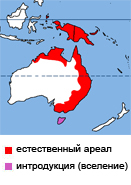 естественный ареал
интродукция (вселение)